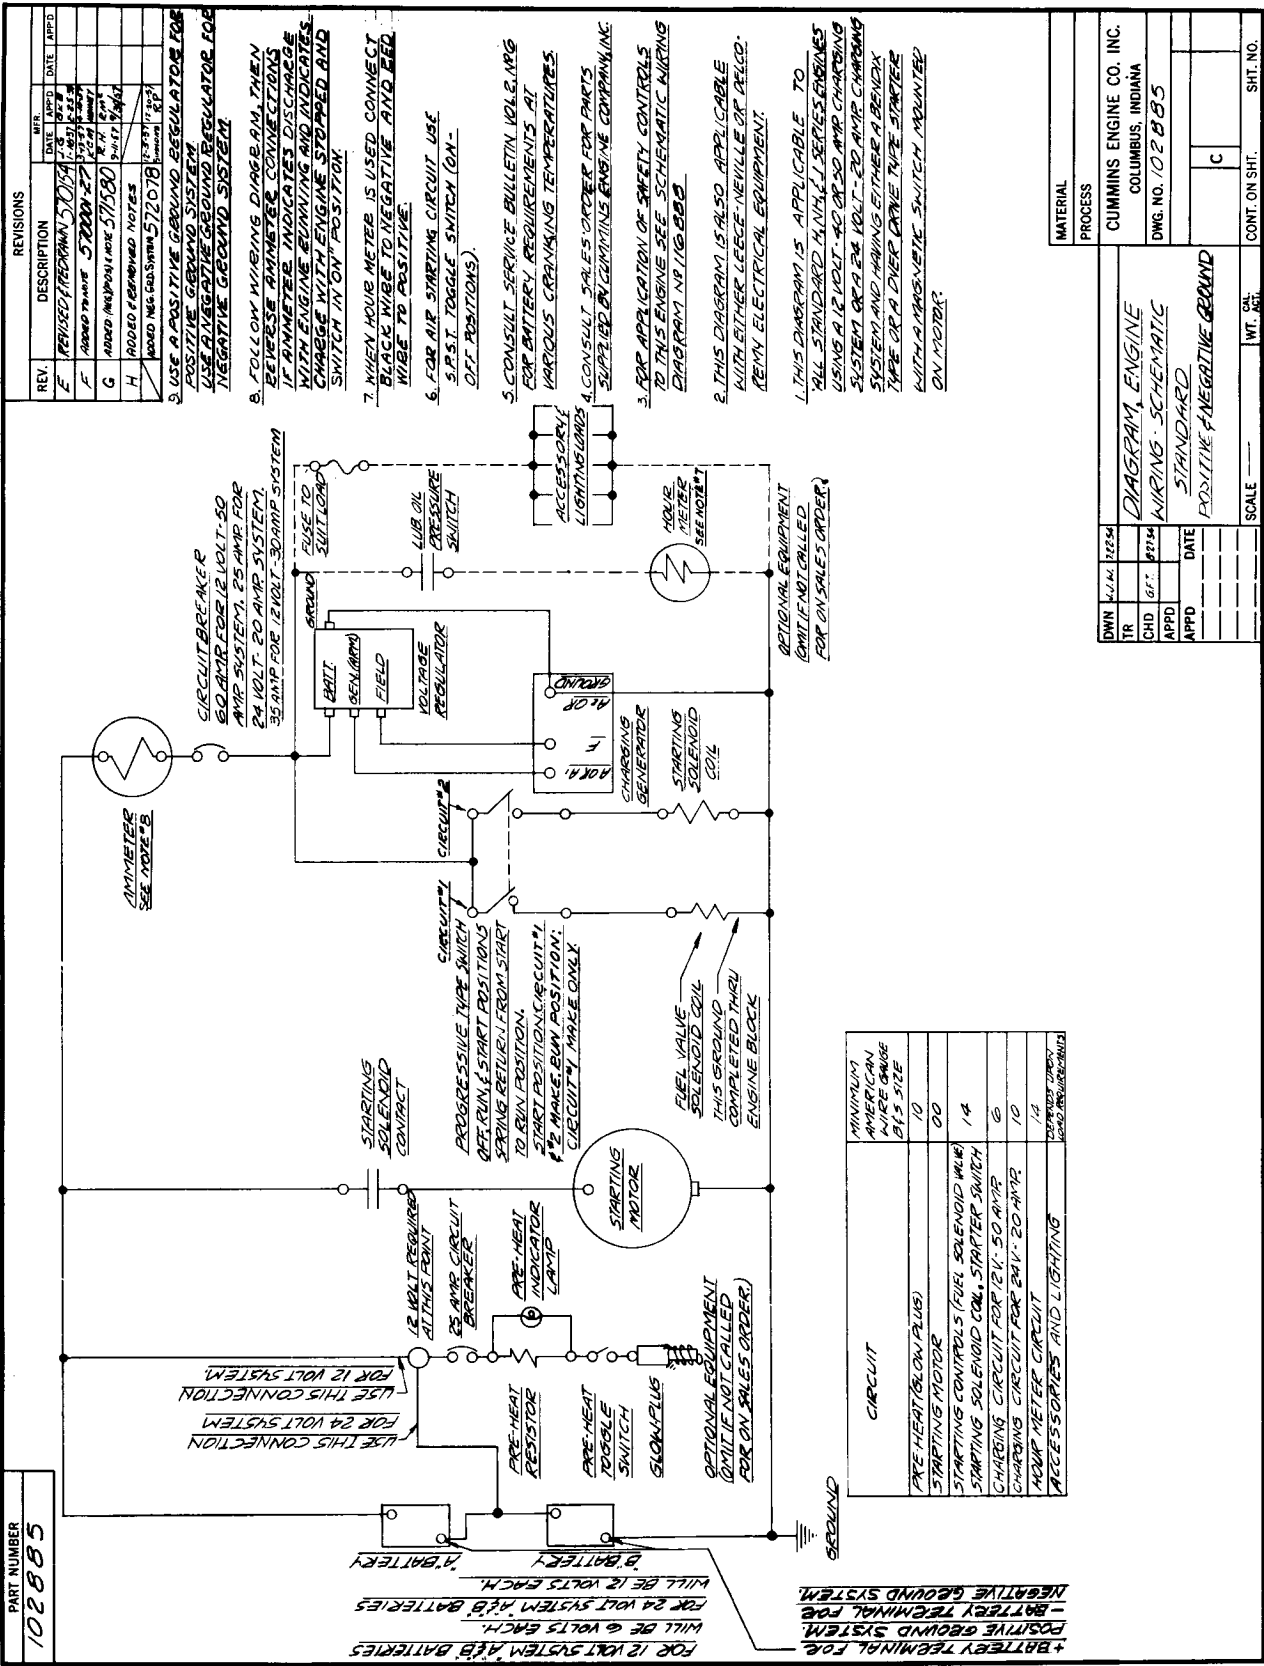 PART NUMBER
102885
REVISIONS
REV.
DESCRIPTION
MFR.
DATE
APP'D
DATE
APP'D
E
REVISED & REDRAWN 57054
F
G
H
ADDED & REMOVED NOTES
ADDED NEG. GRD. SYSTEM 572078
9. USE A POSITIVE GROUND REGULATOR FOR
POSITIVE GROUND SYSTEM.
USE A NEGATIVE GROUND REGULATOR FOR
NEGATIVE GROUND SYSTEM.
8. FOLLOW WIRING DIAGRAM, THEN
REVERSE AMMETER CONNECTIONS
IF AMMETER INDICATES DISCHARGE
WITH ENGINE RUNNING AND INDICATES
CHARGE WITH ENGINE STOPPED AND
SWITCH IN "ON" POSITION.
7. WHEN HOUR METER IS USED CONNECT
BLACK WIRE TO NEGATIVE AND RED
WIRE TO POSITIVE.
6. FOR AIR STARTING CIRCUIT USE
S.P.S.T. TOGGLE SWITCH (ON-
OFF POSITIONS).
5. CONSULT SERVICE BULLETIN VOL. 2, NO. 6
FOR BATTERY REQUIREMENTS AT
VARIOUS CRANKING TEMPERATURES.
4. CONSULT SALES ORDER FOR PARTS
SUPPLIED BY CUMMINS ENGINE COMPANY, INC.
3. FOR APPLICATION OF SAFETY CONTROLS
TO THIS ENGINE SEE SCHEMATIC WIRING
DIAGRAM Nº 116888
2. THIS DIAGRAM IS ALSO APPLICABLE
WITH EITHER LEECE-NEVILLE OR DELCO-
REMY ELECTRICAL EQUIPMENT.
1. THIS DIAGRAM IS APPLICABLE TO
ALL STANDARD H, NH, & J SERIES ENGINES
USING A 12 VOLT-40 OR 50 AMP CHARGING
SYSTEM OR A 24 VOLT-20 AMP CHARGING
SYSTEM AND HAVING EITHER A BENDIX
TYPE OR A DYER DRIVE TYPE STARTER
WITH A MAGNETIC SWITCH MOUNTED
ON MOTOR.
AMMETER
SEE NOTE #8
CIRCUIT BREAKER
60 AMP. FOR 12 VOLT-50
AMP. SYSTEM. 25 AMP. FOR
24 VOLT-20 AMP. SYSTEM.
35 AMP FOR 12 VOLT-30 AMP SYSTEM
FUSE TO
SUIT LOAD
GROUND
BATT.
GEN. (ARM)
FIELD
VOLTAGE
REGULATOR
LUB. OIL
PRESSURE
SWITCH
ACCESSORY &
LIGHTING LOADS
HOUR
METER
SEE NOTE #7
OPTIONAL EQUIPMENT
(OMIT IF NOT CALLED
FOR ON SALES ORDER.)
A OR A1
F
A2 OR
GROUND
CHARGING
GENERATOR
STARTING
SOLENOID
COIL
CIRCUIT #2
CIRCUIT #1
PROGRESSIVE TYPE SWITCH
OFF, RUN, & START POSITIONS
SPRING RETURN FROM START
TO RUN POSITION.
START POSITION: CIRCUIT #1
& #2 MAKE. RUN POSITION:
CIRCUIT #1 MAKE ONLY.
FUEL VALVE
SOLENOID COIL
THIS GROUND
COMPLETED THRU
ENGINE BLOCK
STARTING
SOLENOID
CONTACT
STARTING
MOTOR
12 VOLT REQUIRED
AT THIS POINT
25 AMP. CIRCUIT
BREAKER
PRE-HEAT
INDICATOR
LAMP
PRE-HEAT
RESISTOR
PRE-HEAT
TOGGLE
SWITCH
GLOW PLUG
OPTIONAL EQUIPMENT
(OMIT IF NOT CALLED
FOR ON SALES ORDER.)
USE THIS CONNECTION
FOR 12 VOLT SYSTEM.
USE THIS CONNECTION
FOR 24 VOLT SYSTEM
"A" BATTERY
"B" BATTERY
FOR 12 VOLT SYSTEM "A" & "B" BATTERIES
WILL BE 6 VOLTS EACH.
FOR 24 VOLT SYSTEM "A" & "B" BATTERIES
WILL BE 12 VOLTS EACH.
+ BATTERY TERMINAL FOR
POSITIVE GROUND SYSTEM.
- BATTERY TERMINAL FOR
NEGATIVE GROUND SYSTEM.
GROUND
CIRCUIT
MINIMUM
AMERICAN
WIRE GAUGE
B & S SIZE
PRE HEAT (GLOW PLUG) 10
STARTING MOTOR 00
STARTING CONTROLS (FUEL SOLENOID VALVE)
STARTING SOLENOID COIL, STARTER SWITCH 14
CHARGING CIRCUIT FOR 12 V.-50 AMP. 6
CHARGING CIRCUIT FOR 24 V.-20 AMP. 10
HOUR METER CIRCUIT 14
ACCESSORIES AND LIGHTING DEPENDS UPON
LOAD REQUIREMENTS
MATERIAL
PROCESS
CUMMINS ENGINE CO. INC.
COLUMBUS, INDIANA
DWG. NO. 102885
C
CONT. ON SHT.
SHT. NO.
DIAGRAM, ENGINE
WIRING - SCHEMATIC
STANDARD
POSITIVE & NEGATIVE GROUND
SCALE
WT. CAL.
ACT.
DWN
TR
CHD G.F.T.
APPD
APPD
DATE